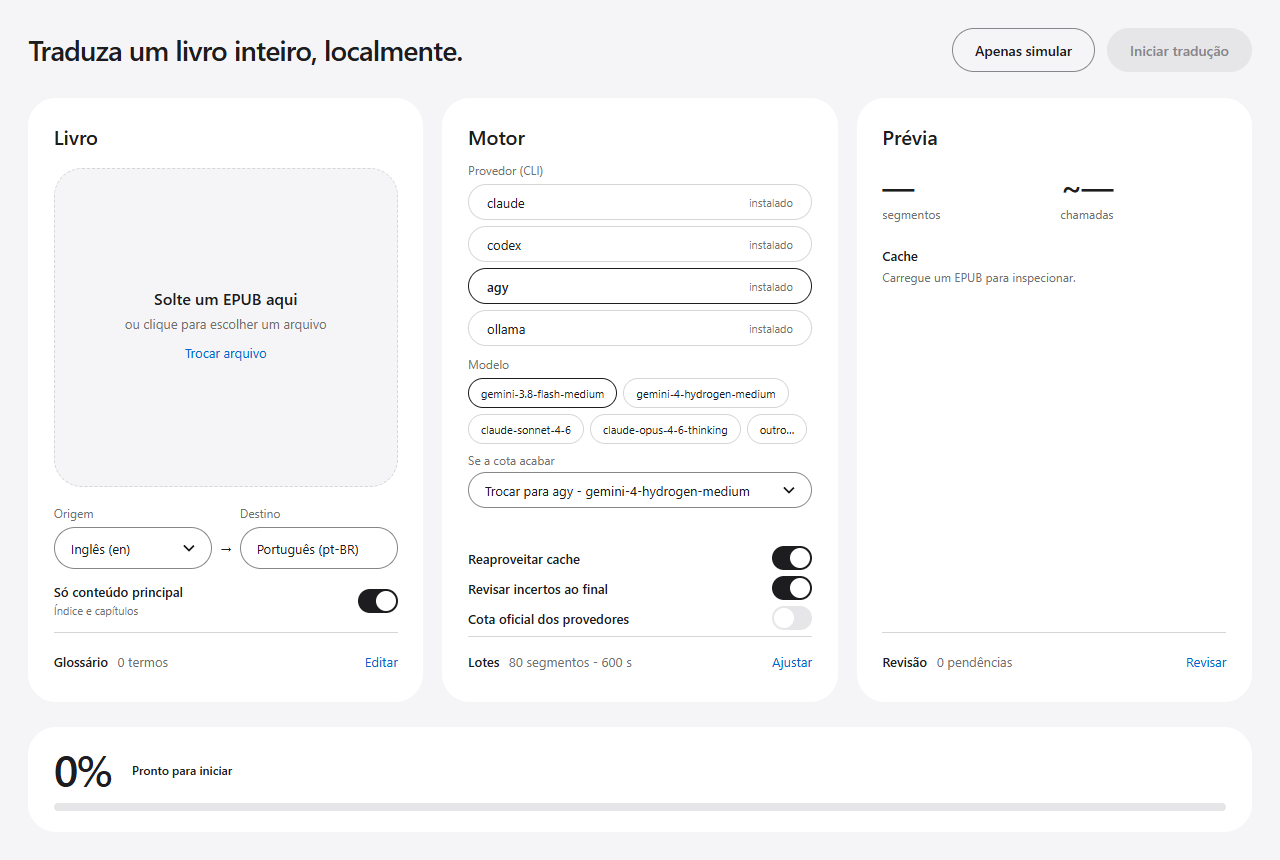 Traduza um livro inteiro, localmente.
Apenas simular
Iniciar tradução
Livro
Solte um EPUB aqui
ou clique para escolher um arquivo
Trocar arquivo
Origem
Destino
Inglês (en)
→
Português (pt-BR)
Só conteúdo principal
Índice e capítulos
Glossário 0 termos
Editar
Motor
Provedor (CLI)
claude instalado
codex instalado
agy instalado
ollama instalado
Modelo
gemini-3.8-flash-medium
gemini-4-hydrogen-medium
claude-sonnet-4-6
claude-opus-4-6-thinking
outro...
Se a cota acabar
Trocar para agy - gemini-4-hydrogen-medium
Reaproveitar cache
Revisar incertos ao final
Cota oficial dos provedores
Lotes 80 segmentos - 600 s
Ajustar
Prévia
—
segmentos
~—
chamadas
Cache
Carregue um EPUB para inspecionar.
Revisão 0 pendências
Revisar
0%
Pronto para iniciar